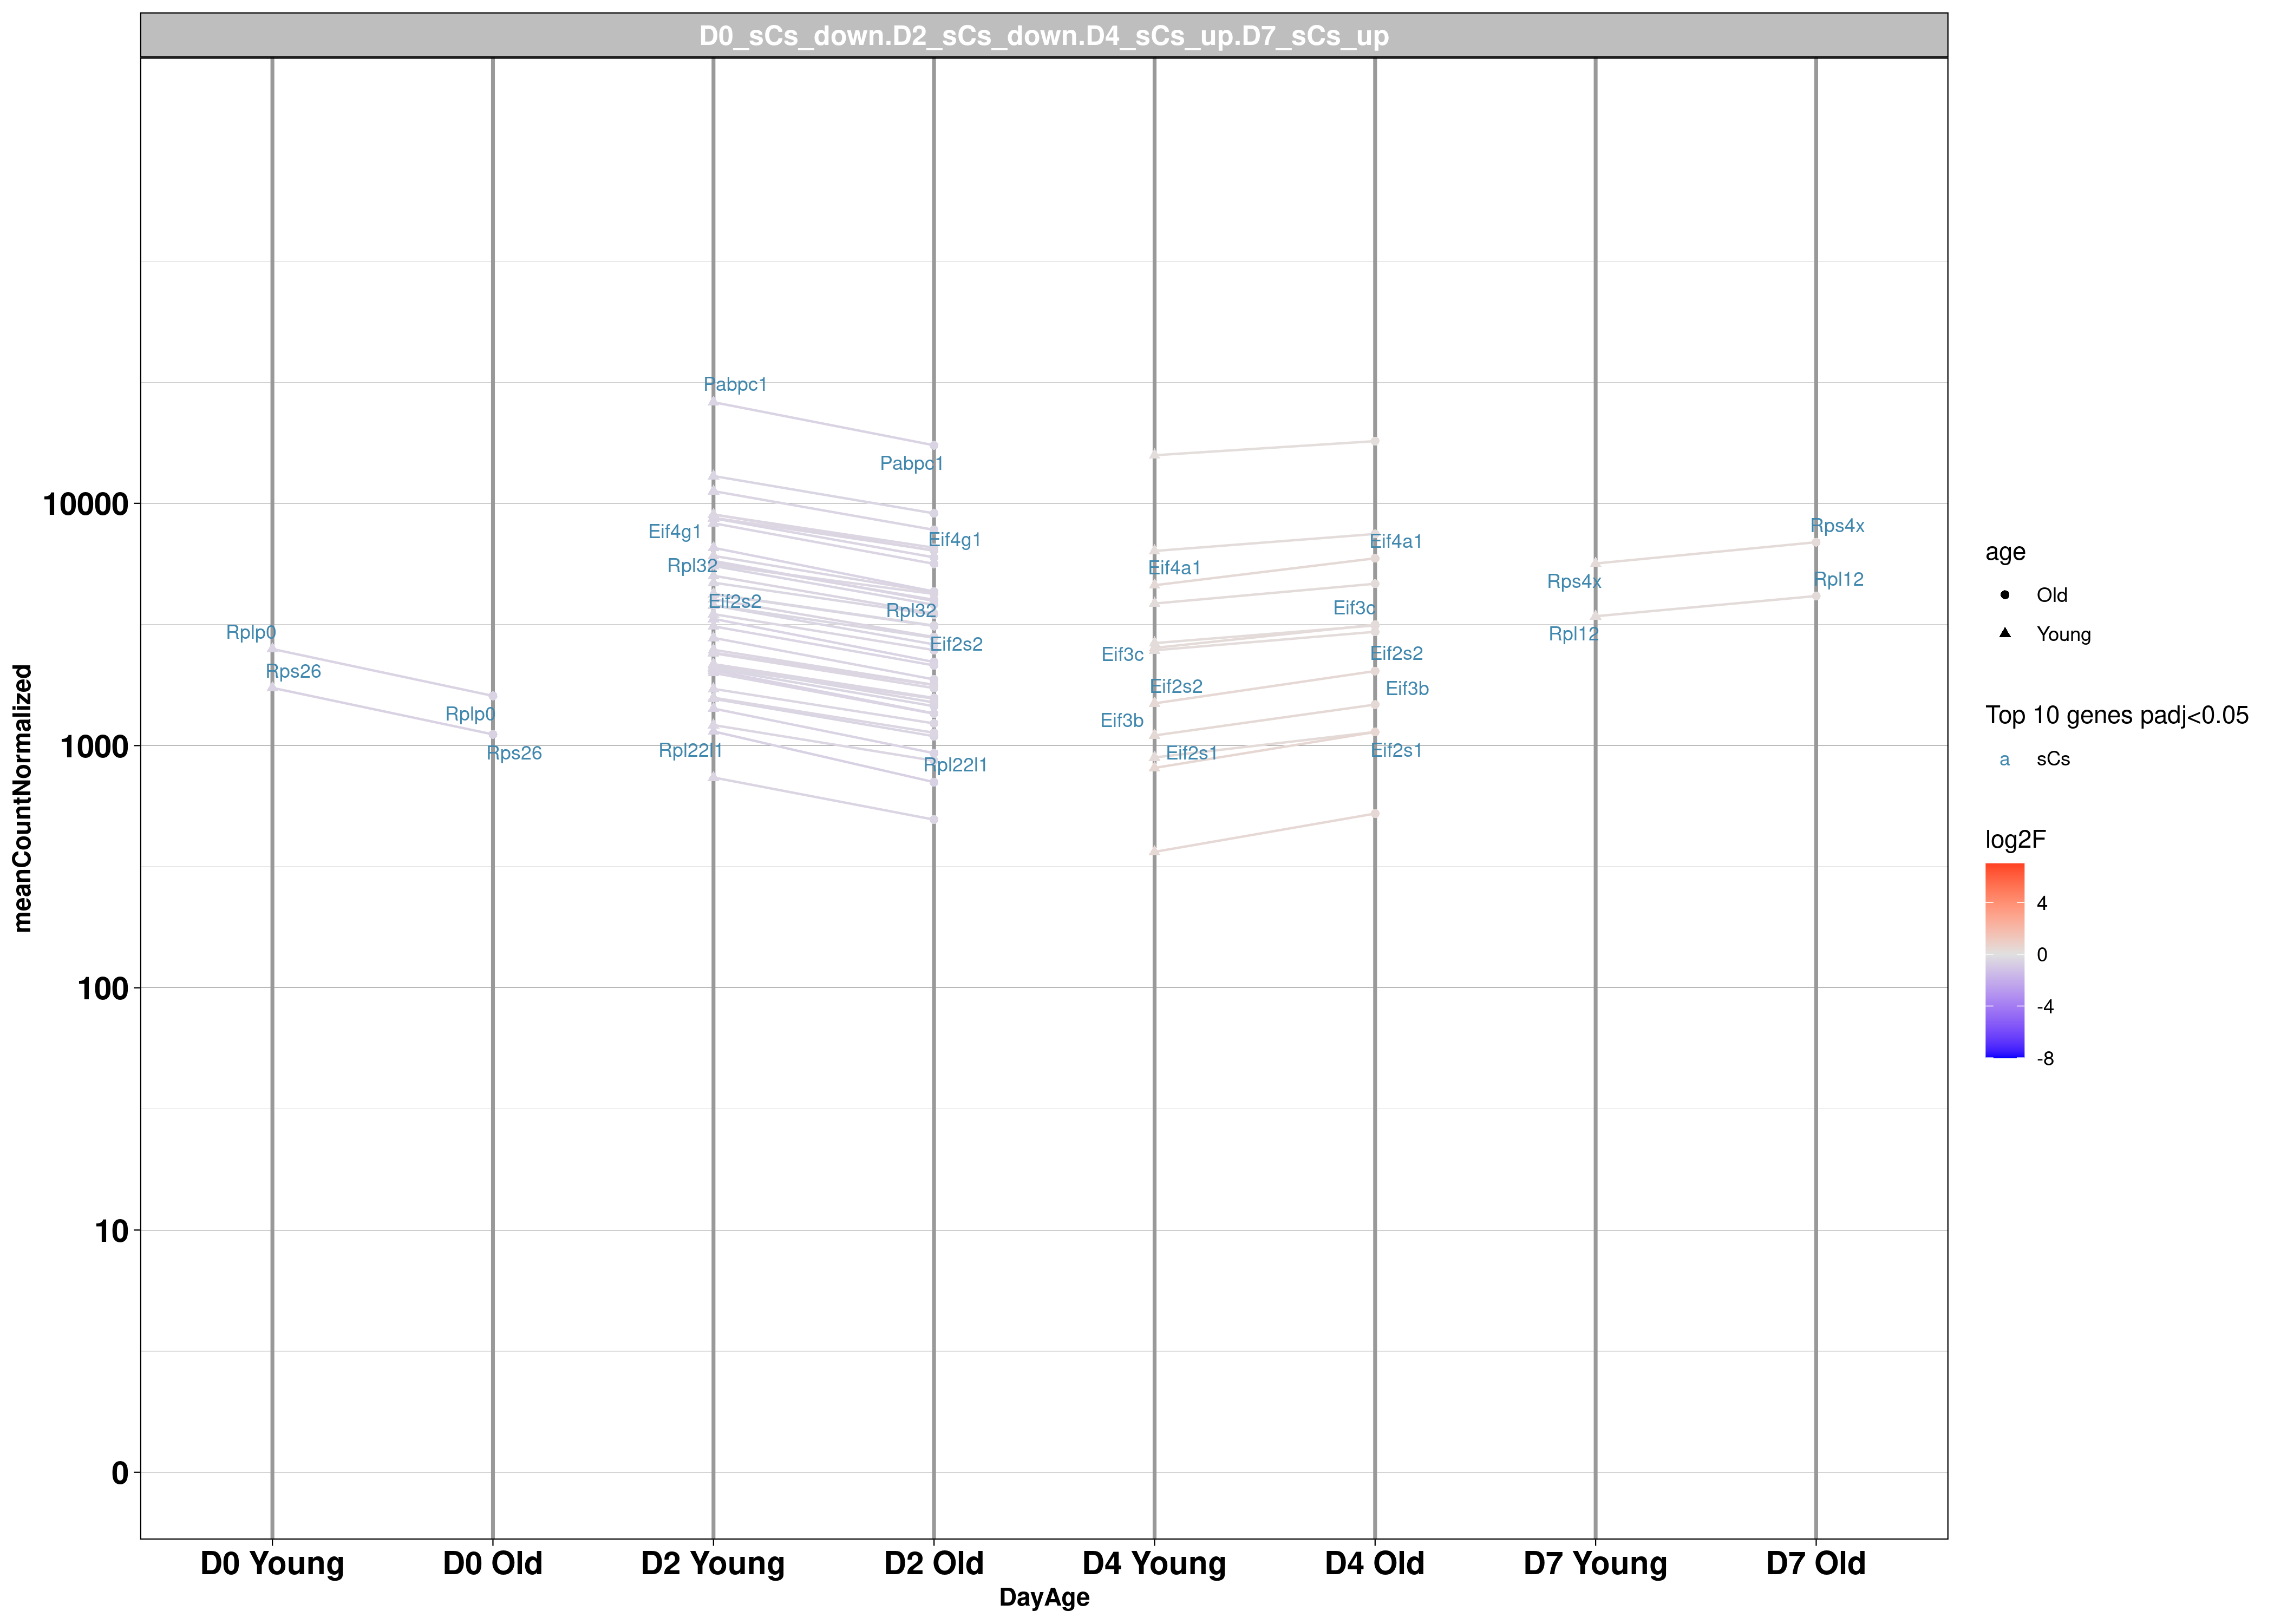 D0_sCs_down.D2_sCs_down.D4_sCs_up.D7_sCs_up
meanCountNormalized
10000
1000
100
10
0
Rplp0
Rps26
Rplp0
Rps26
Pabpc1
Eif4g1
Rpl32
Eif2s2
Rpl22l1
Pabpc1
Eif4g1
Rpl32
Eif2s2
Rpl22l1
Eif4a1
Eif3c
Eif2s2
Eif3b
Eif2s1
Eif4a1
Eif3c
Eif2s2
Eif3b
Eif2s1
Rps4x
Rpl12
Rps4x
Rpl12
D0 Young
D0 Old
D2 Young
D2 Old
D4 Young
D4 Old
D7 Young
D7 Old
DayAge
age
Old
Young
Top 10 genes padj<0.05
a sCs
log2F
4
0
-4
-8